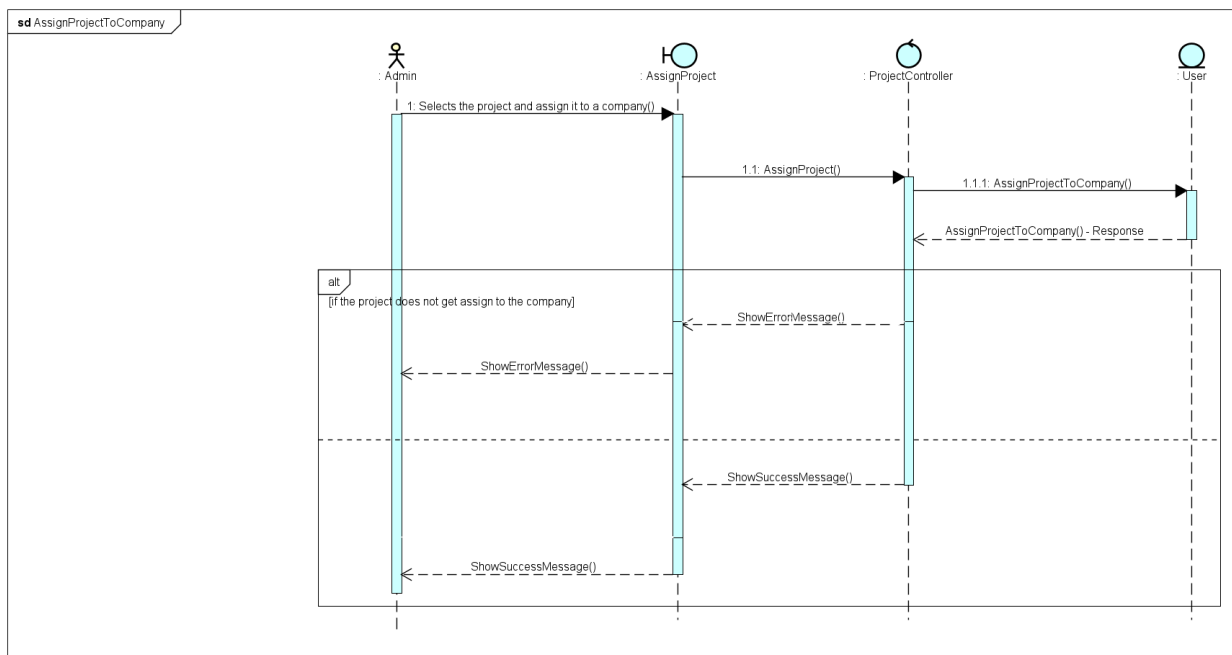 sd AssignProjectToCompany
: Admin
: AssignProject
: ProjectController
: User
1: Selects the project and assign it to a company()
1.1: AssignProject()
1.1.1: AssignProjectToCompany()
AssignProjectToCompany() - Response
alt
[if the project does not get assign to the company]
ShowErrorMessage()
ShowErrorMessage()
ShowSuccessMessage()
ShowSuccessMessage()